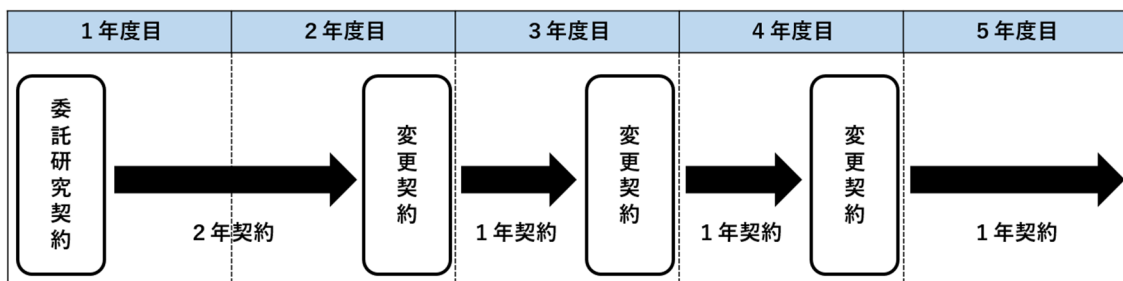 1年度目
2年度目
3年度目
4年度目
5年度目
委託研究契約
2年契約
変更契約
1年契約
変更契約
1年契約
変更契約
1年契約